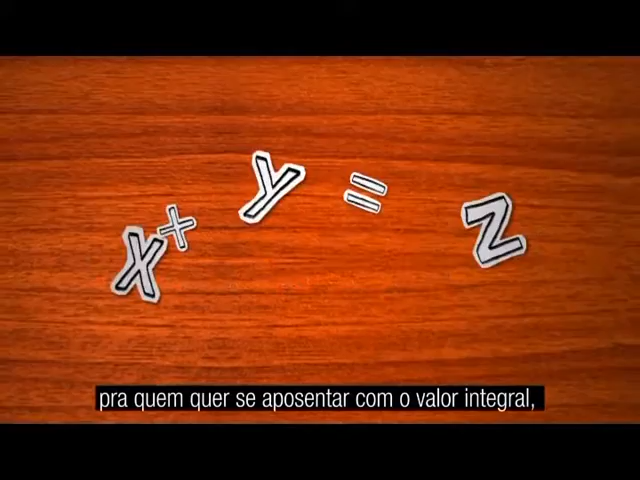 x + y = z
pra quem quer se aposentar com o valor integral,